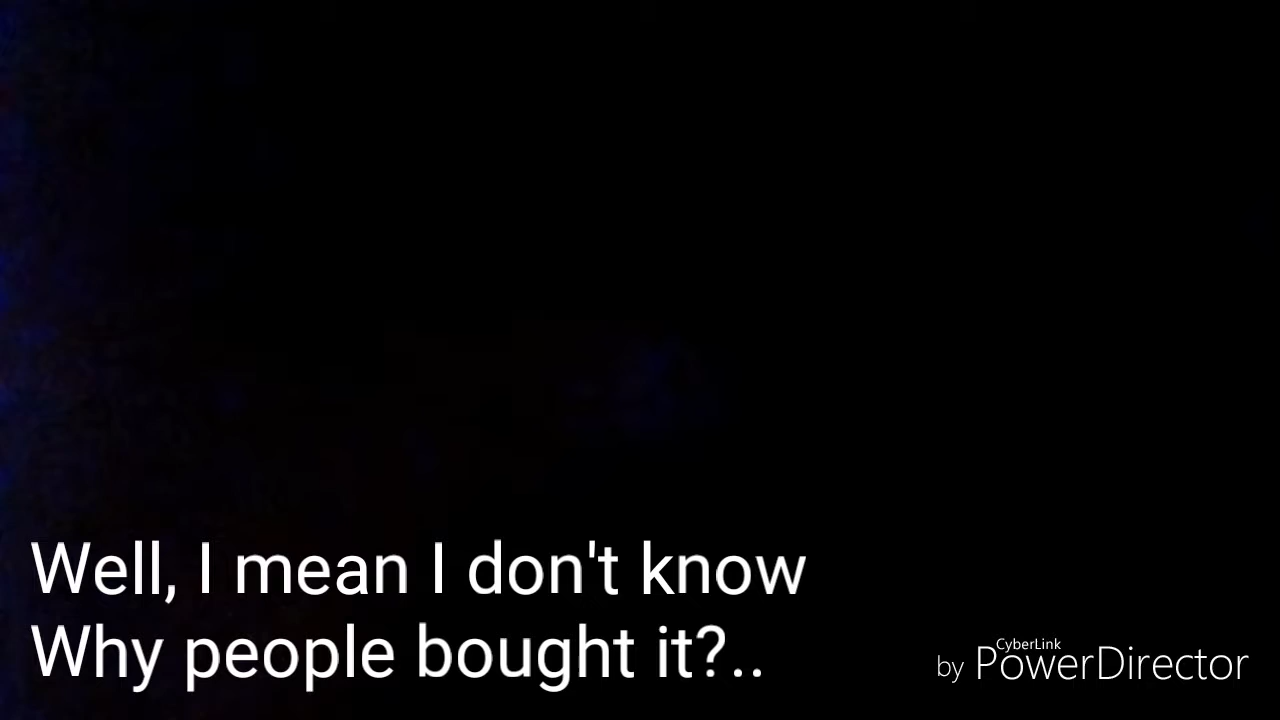 Well, I mean I don't know
Why people bought it?..
CyberLink
by PowerDirector